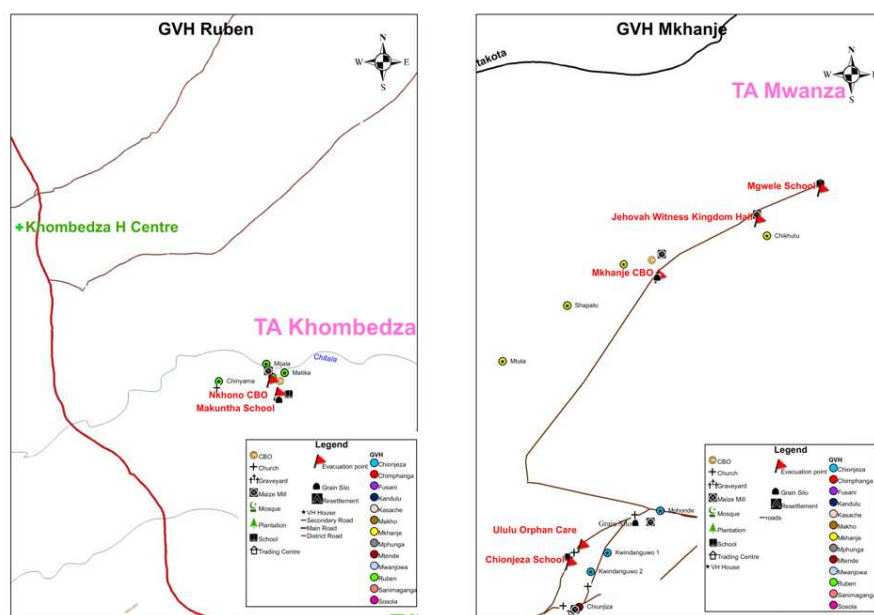 GVH Ruben
N
W E
S
Khombedza H Centre
TA Khombedza
Chitala
Mijala
Matika
Chinyama
Nkhono CBO
Makuntha School
Legend
CBO
Church
Graveyard
Maize Mill
Mosque
Plantation
School
Trading Centre
Evacuation point
Grain Silo
Resettlement
VH House
Secondary Road
Main Road
District Road
GVH
Chionjeza
Chimphanga
Fusani
Kandulu
Kasache
Makho
Mkhanje
Mphunga
Mtende
Mwanjowa
Ruben
Sanimaganga
Sosola
GVH Mkhanje
takota
N
W E
S
TA Mwanza
Mgwele School
Jehovah Witness Kingdom Hall
Chikhutu
Mkhanje CBO
Shapalo
Mtuta
Mohonde
Grain Silo
Ululu Orphan Care
Chionjeza School
Kwindanguwo 1
Kwindanguwo 2
Chiunjiza
Legend
CBO
Church
Graveyard
Maize Mill
Mosque
Plantation
School
Trading Centre
VH House
Evacuation point
Grain Silo
Resettlement
roads
GVH
Chionjeza
Chimphanga
Fusani
Kandulu
Kasache
Makho
Mkhanje
Mphunga
Mtende
Mwanjowa
Ruben
Sanimaganga
Sosola